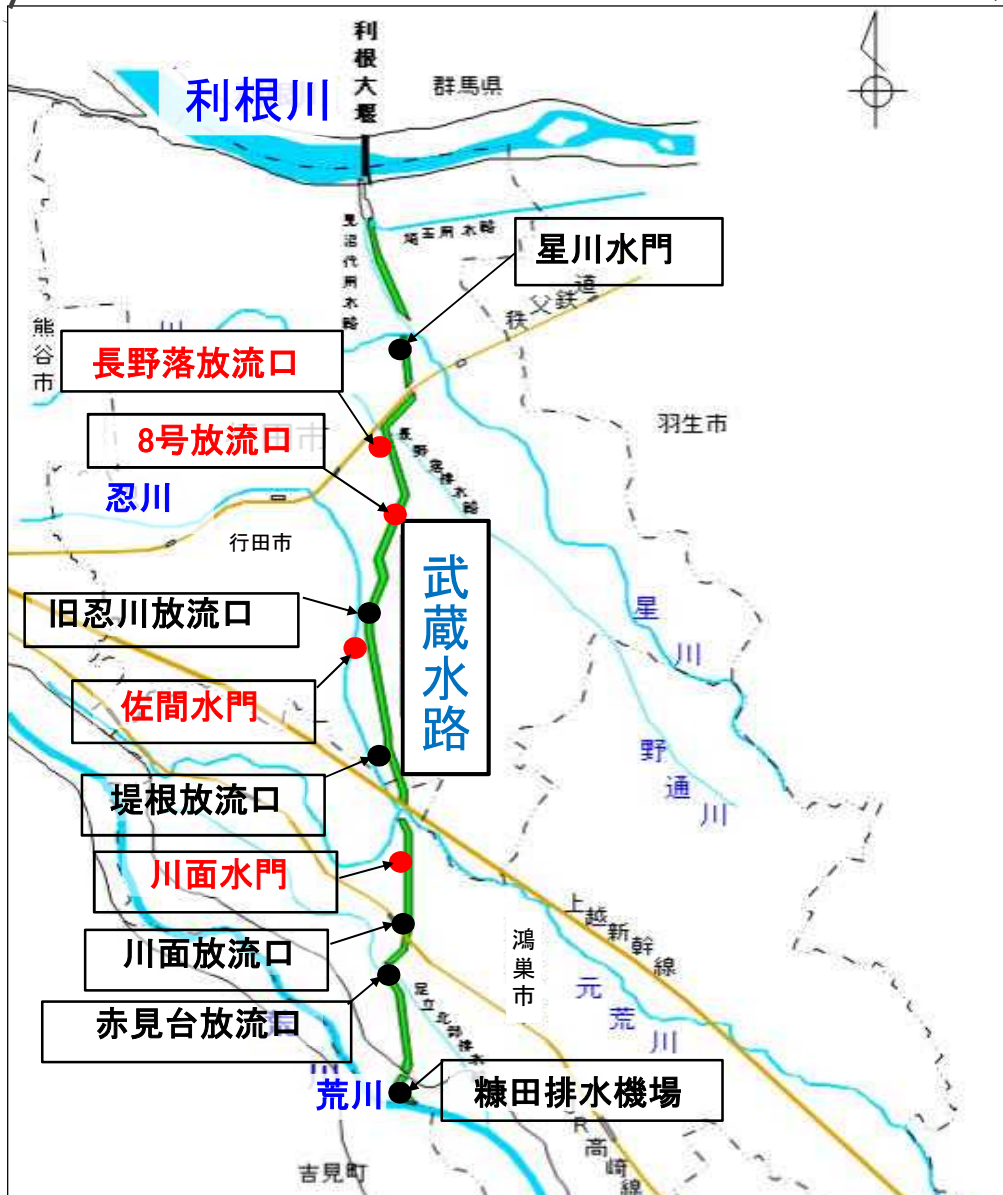 利根大堰
群馬県
利根川
見沼代用水路
埼玉用水路
星川水門
秩父鉄道
熊谷市
川
長野落放流口
羽生市
8号放流口
市
長野落排水路
忍川
行田市
武蔵水路
旧忍川放流口
星川
佐間水門
野通川
堤根放流口
川面水門
上越新幹線
川面放流口
鴻巣市
元荒川
赤見台放流口
足立北部排水
荒川
糠田排水機場
JR高崎線
吉見町